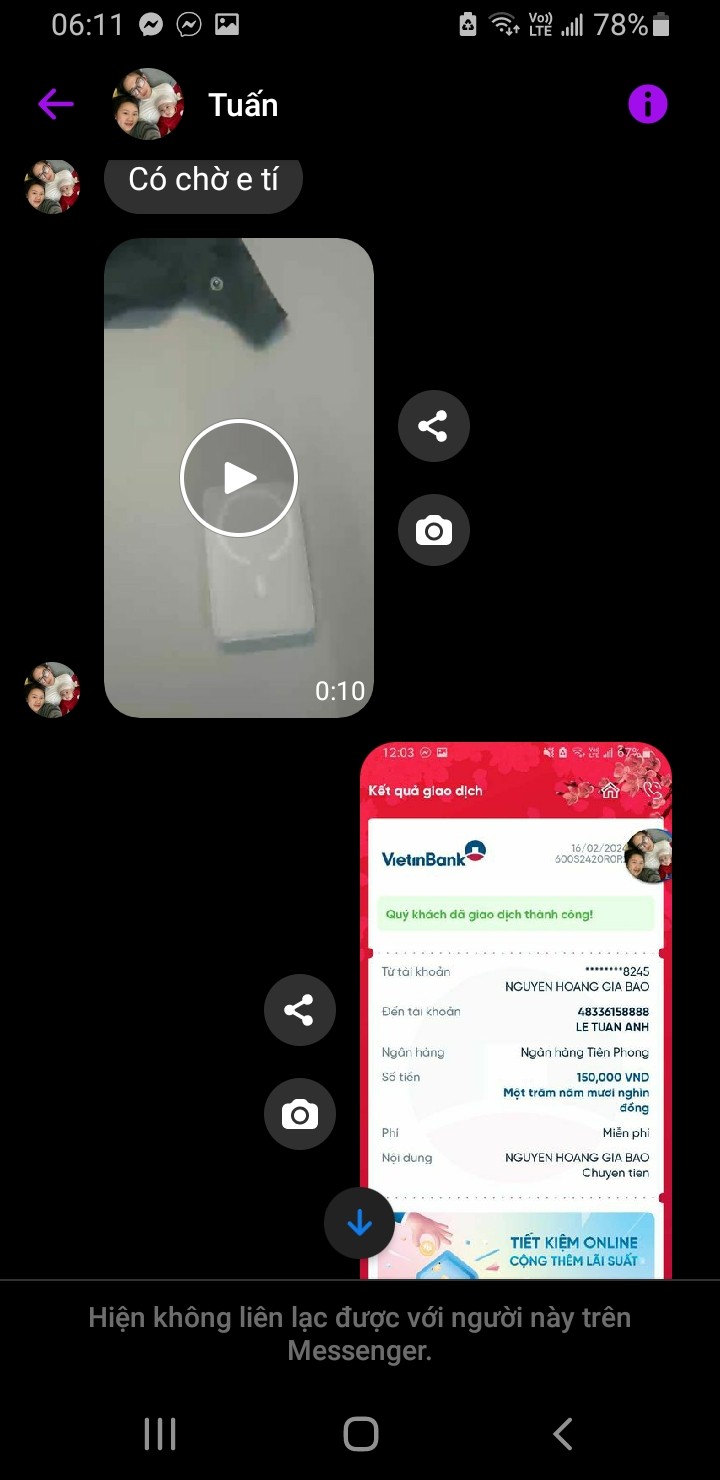 06:11
Vo))
LTE
78%
Tuấn
Có chờ e tí
0:10
12:03
67%
Kết quả giao dịch
VietinBank
16/02/2024
Quý khách đã giao dịch thành công!
Từ tài khoản
********8245
NGUYEN HOANG GIA BAO
Đến tài khoản
48336158888
LE TUAN ANH
Ngân hàng
Ngân hàng Tiên Phong
Số tiền
150,000 VND
Một trăm năm mươi nghìn
đồng
Phí
Miễn phí
Nội dung
NGUYEN HOANG GIA BAO
Chuyen tien
TIẾT KIỆM ONLINE
CỘNG THÊM LÃI SUẤT
Hiện không liên lạc được với người này trên
Messenger.